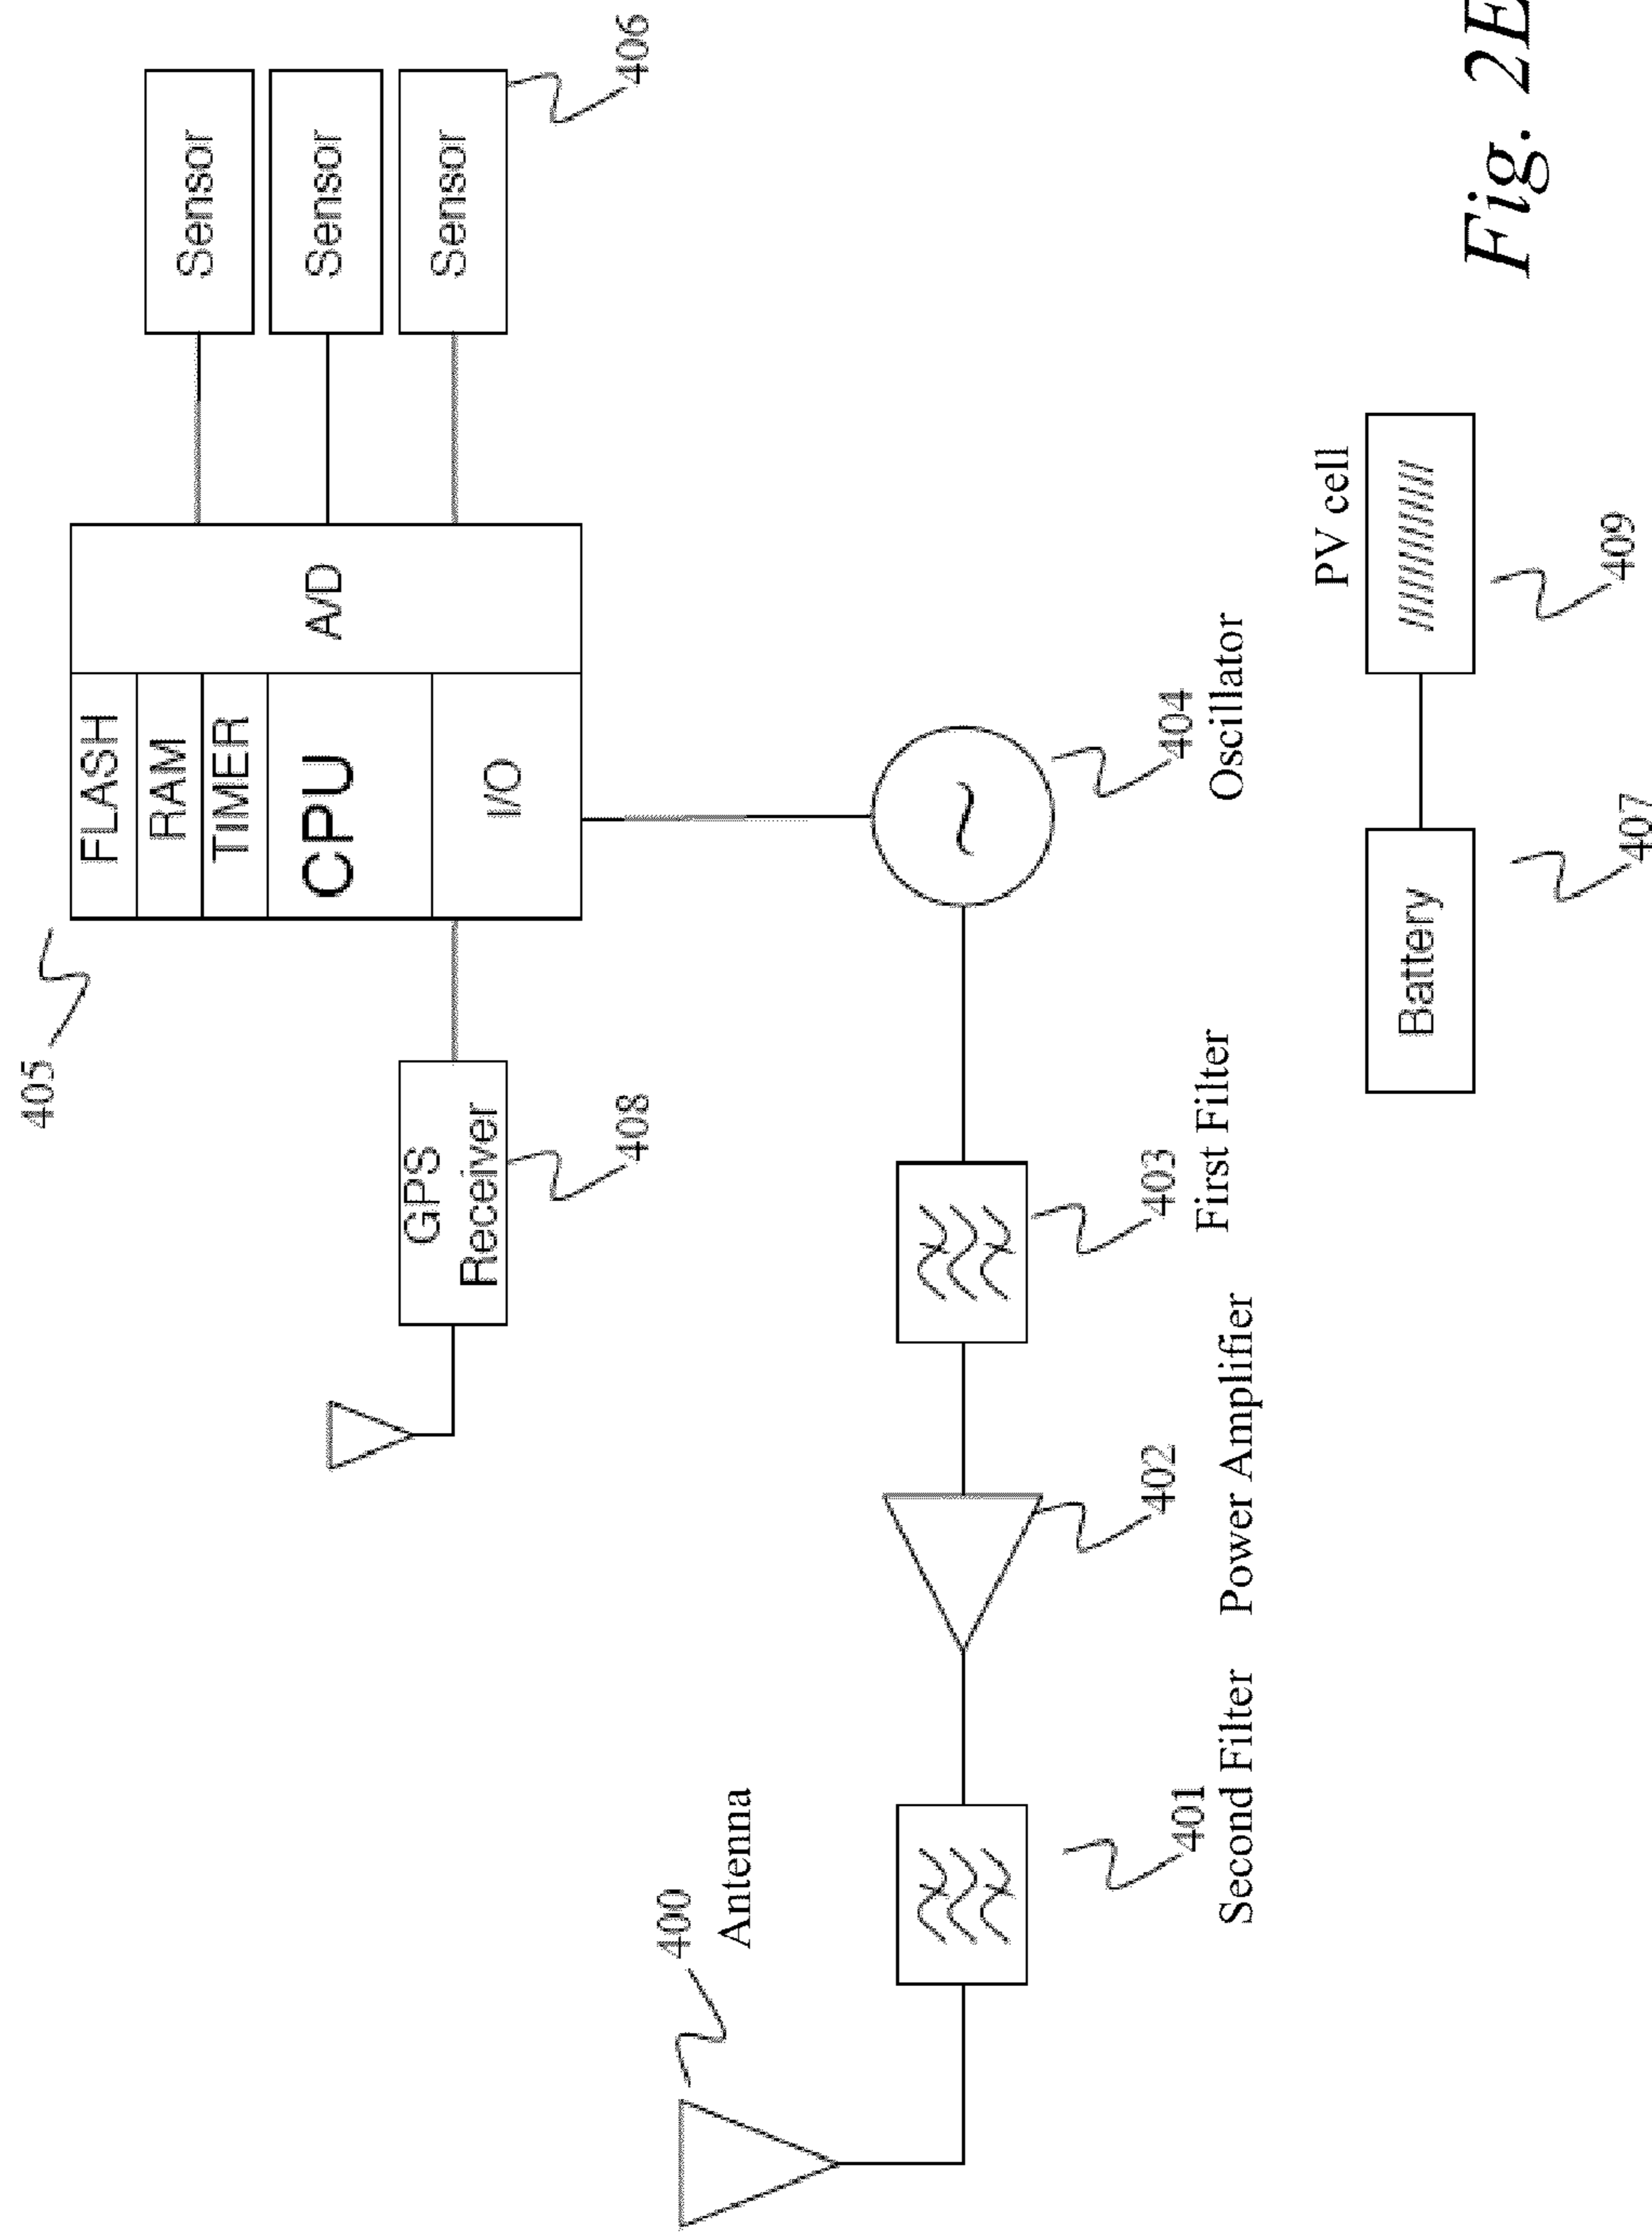 405
FLASH
RAM
TIMER
CPU
I/O
A/D
Sensor
Sensor
Sensor
406
GPS
Receiver
408
400
Antenna
401
Second Filter
402
Power Amplifier
403
First Filter
404
Oscillator
Battery
407
PV cell
409
Fig. 2E